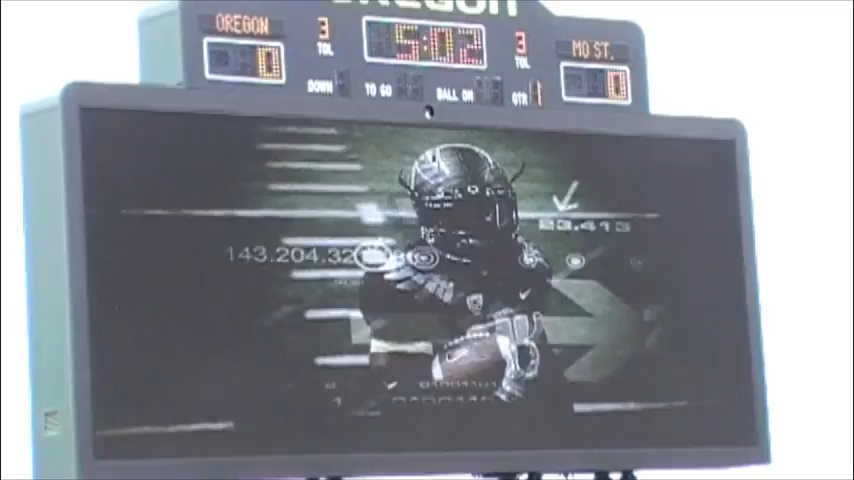 OREGON
OREGON 3 5:02 3 MO ST.
0 TOL TOL 0
DOWN TO GO BALL ON QTR 1
23.413
143.204.32